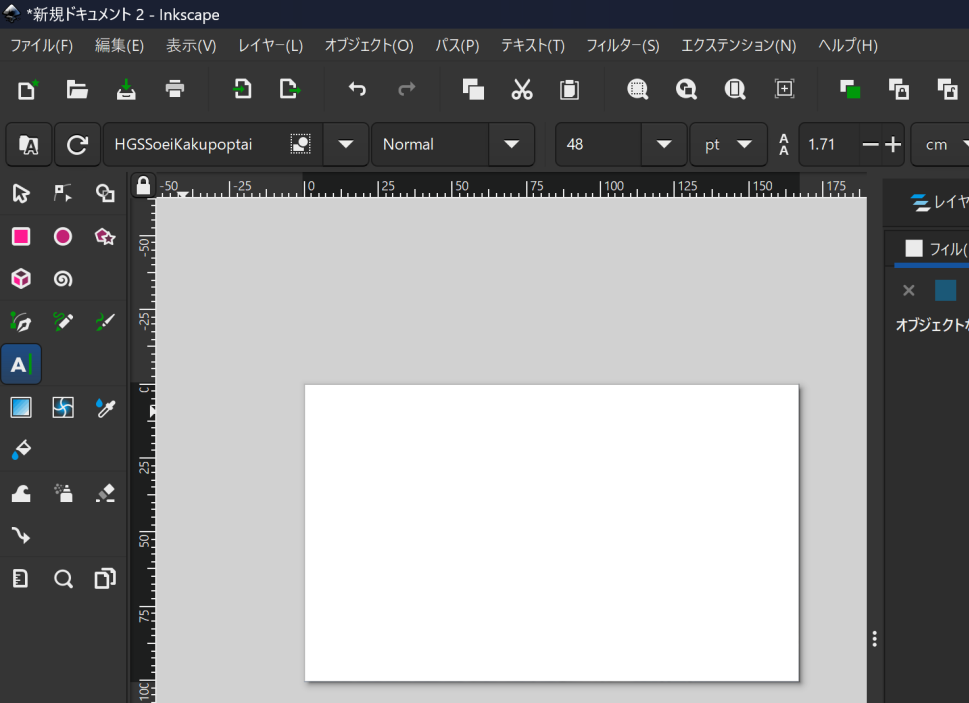 *新規ドキュメント 2 - Inkscape
ファイル(F) 編集(E) 表示(V) レイヤー(L) オブジェクト(O) パス(P) テキスト(T) フィルター(S) エクステンション(N) ヘルプ(H)
HGSSoeiKakupoptai Normal 48 pt 1.71 cm
-50 -25 0 25 50 75 100 125 150 175
レイヤ
フィル(
オブジェクト
-50
-25
0
25
50
75
100